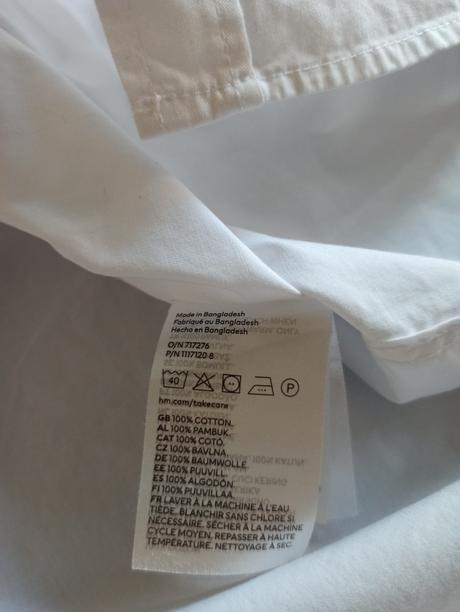 Made in Bangladesh
Fabriqué au Bangladesh
Hecho en Bangladesh
O/N 717276
P/N 1117120 8
40 P
hm.com/takecare
GB 100% COTTON.
AL 100% PAMBUK.
CAT 100% COTÓ.
CZ 100% BAVLNA.
DE 100% BAUMWOLLE.
EE 100% PUUVILL.
ES 100% ALGODÓN.
FI 100% PUUVILLAA.
FR LAVER À LA MACHINE À L'EAU
TIÈDE. BLANCHIR SANS CHLORE SI
NÉCESSAIRE. SÉCHER À LA MACHINE
CYCLE MOYEN. REPASSER À HAUTE
TEMPÉRATURE. NETTOYAGE À SEC.